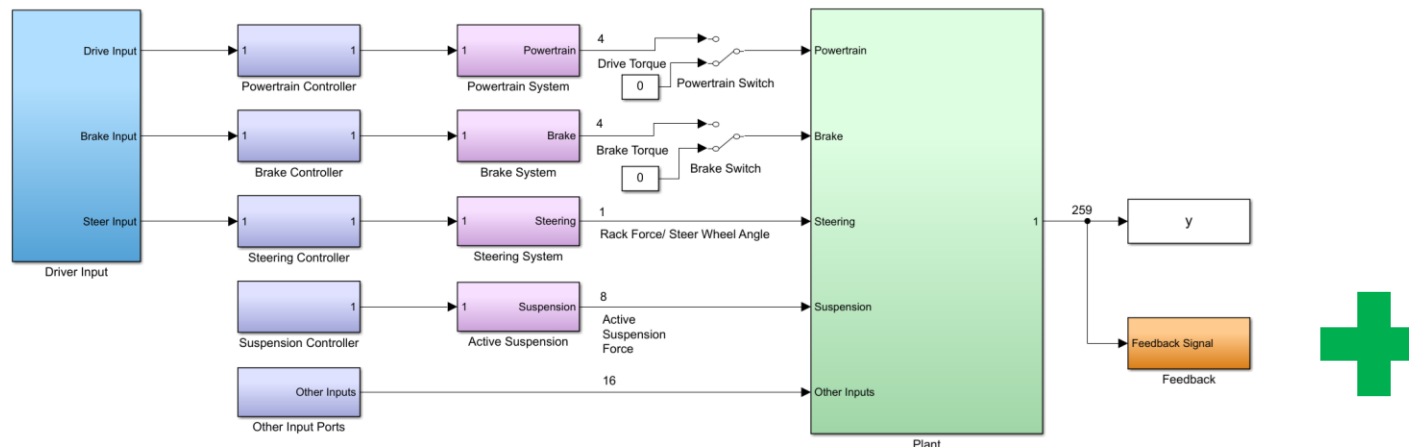 Drive Input
1
1
1
Powertrain
4
Drive Torque
0
Powertrain Switch
Powertrain
Powertrain Controller
Powertrain System
Brake Input
1
1
1
Brake
4
Brake Torque
0
Brake Switch
Brake
Brake Controller
Brake System
Steer Input
1
1
1
Steering
1
Rack Force/ Steer Wheel Angle
Steering
1
259
y
Steering Controller
Steering System
Driver Input
1
1
Suspension
8
Active
Suspension
Force
Suspension
Suspension Controller
Active Suspension
Feedback Signal
Feedback
Other Inputs
16
Other Inputs
Other Input Ports
Plant